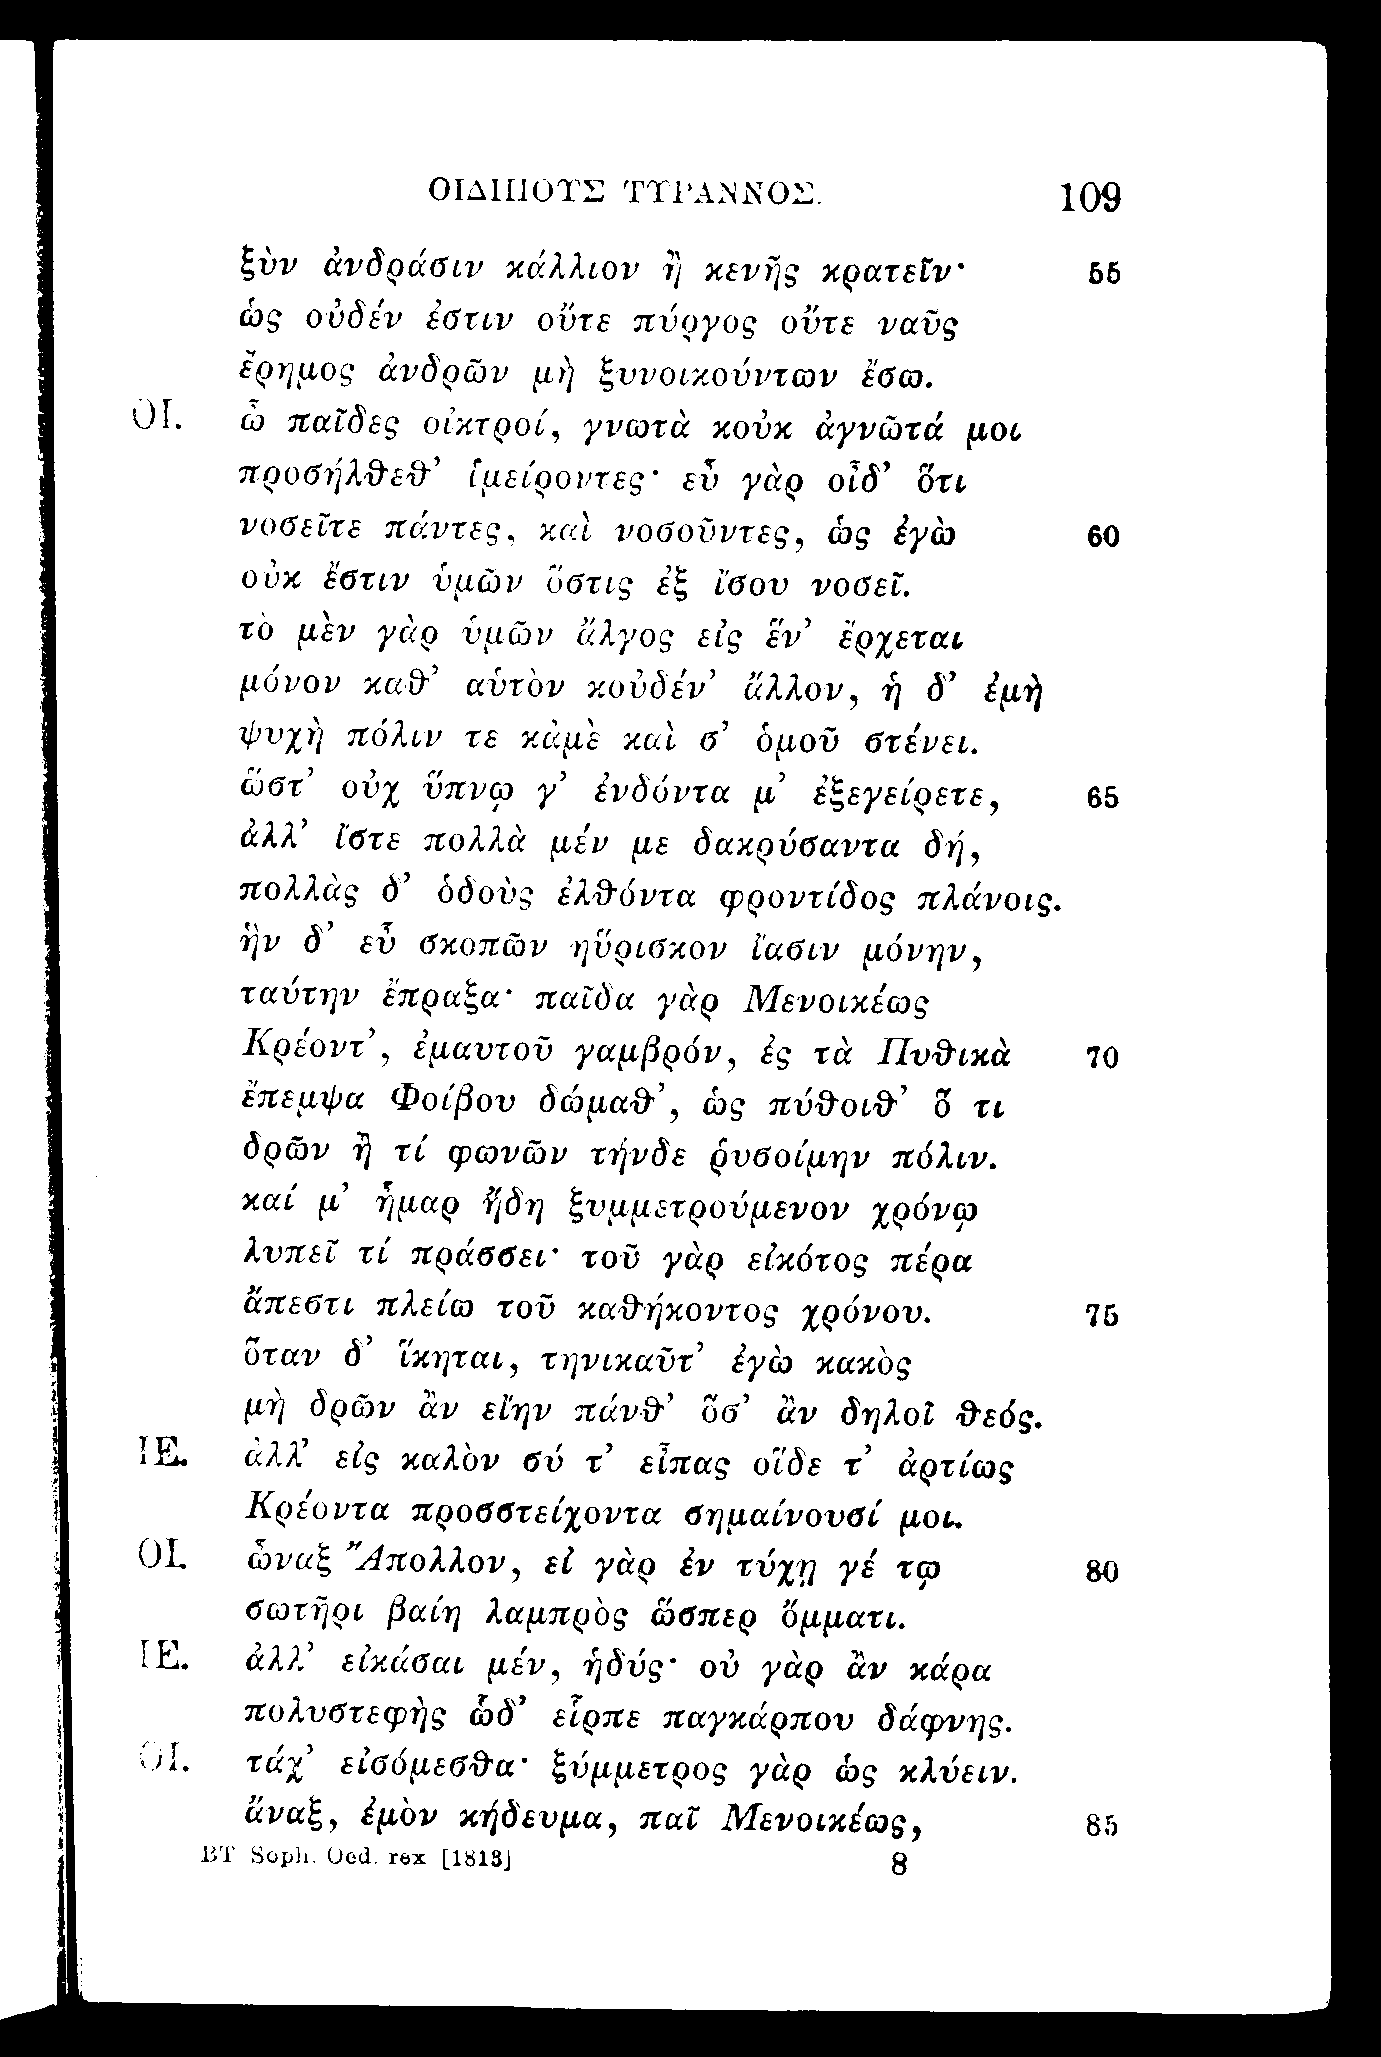 ΟΙΔΙΠΟΥΣ ΤΥΡΑΝΝΟΣ. 109
ξὺν ἀνδράσιν κάλλιον ἢ κενῆς κρατεῖν· 55
ὡς οὐδέν ἐστιν οὔτε πύργος οὔτε ναῦς
ἔρημος ἀνδρῶν μὴ ξυνοικούντων ἔσω.
ΟΙ. ὦ παῖδες οἰκτροί, γνωτὰ κοὐκ ἀγνῶτά μοι
προσήλθεθ' ἱμείροντες· εὖ γὰρ οἶδ' ὅτι
νοσεῖτε πάντες, καὶ νοσοῦντες, ὡς ἐγὼ 60
οὐκ ἔστιν ὑμῶν ὅστις ἐξ ἴσου νοσεῖ.
τὸ μὲν γὰρ ὑμῶν ἄλγος εἰς ἕν' ἔρχεται
μόνον καθ' αὑτὸν κοὐδέν' ἄλλον, ἡ δ' ἐμὴ
ψυχὴ πόλιν τε κἀμὲ καὶ σ' ὁμοῦ στένει.
ὥστ' οὐχ ὕπνῳ γ' ἐνδόντα μ' ἐξεγείρετε, 65
ἀλλ' ἴστε πολλὰ μέν με δακρύσαντα δή,
πολλὰς δ' ὁδοὺς ἐλθόντα φροντίδος πλάνοις.
ἣν δ' εὖ σκοπῶν ηὕρισκον ἴασιν μόνην,
ταύτην ἔπραξα· παῖδα γὰρ Μενοικέως
Κρέοντ', ἐμαυτοῦ γαμβρόν, ἐς τὰ Πυθικὰ 70
ἔπεμψα Φοίβου δώμαθ', ὡς πύθοιθ' ὅ τι
δρῶν ἢ τί φωνῶν τήνδε ῥυσοίμην πόλιν.
καί μ' ἦμαρ ἤδη ξυμμετρούμενον χρόνῳ
λυπεῖ τί πράσσει· τοῦ γὰρ εἰκότος πέρα
ἄπεστι πλείω τοῦ καθήκοντος χρόνου. 75
ὅταν δ' ἵκηται, τηνικαῦτ' ἐγὼ κακὸς
μὴ δρῶν ἂν εἴην πάνθ' ὅσ' ἂν δηλοῖ θεός.
ΙΕ. ἀλλ' εἰς καλὸν σύ τ' εἶπας οἵδε τ' ἀρτίως
Κρέοντα προσστείχοντα σημαίνουσί μοι.
ΟΙ. ὦναξ Ἄπολλον, εἰ γὰρ ἐν τύχῃ γέ τῳ 80
σωτῆρι βαίη λαμπρὸς ὥσπερ ὄμματι.
ΙΕ. ἀλλ' εἰκάσαι μέν, ἡδύς· οὐ γὰρ ἂν κάρα
πολυστεφὴς ὧδ' εἷρπε παγκάρπου δάφνης.
ΟΙ. τάχ' εἰσόμεσθα· ξύμμετρος γὰρ ὡς κλύειν.
ἄναξ, ἐμὸν κήδευμα, παῖ Μενοικέως, 85
BT Soph. Oed. rex [1813] 8